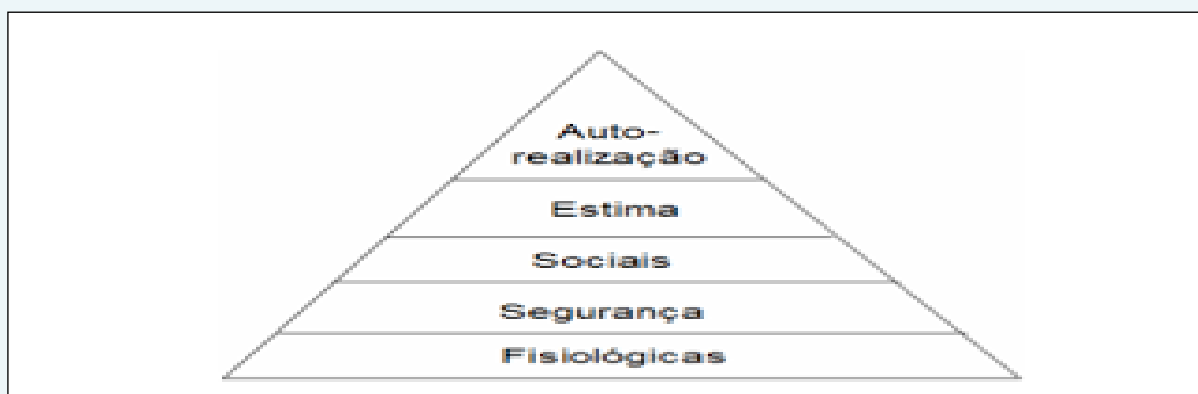 Auto-
realização
Estima
Sociais
Segurança
Fisiológicas